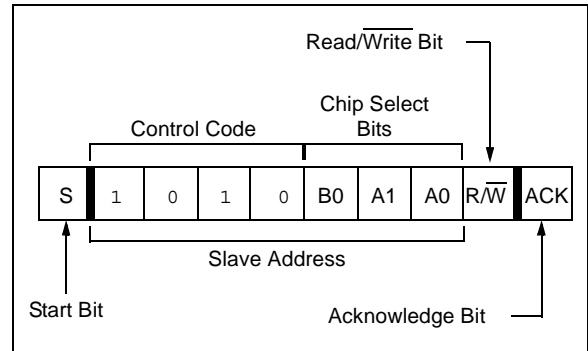 Read/Write Bit
Chip Select
Bits
Control Code
S 1 0 1 0 B0 A1 A0 R/W ACK
Slave Address
Start Bit
Acknowledge Bit